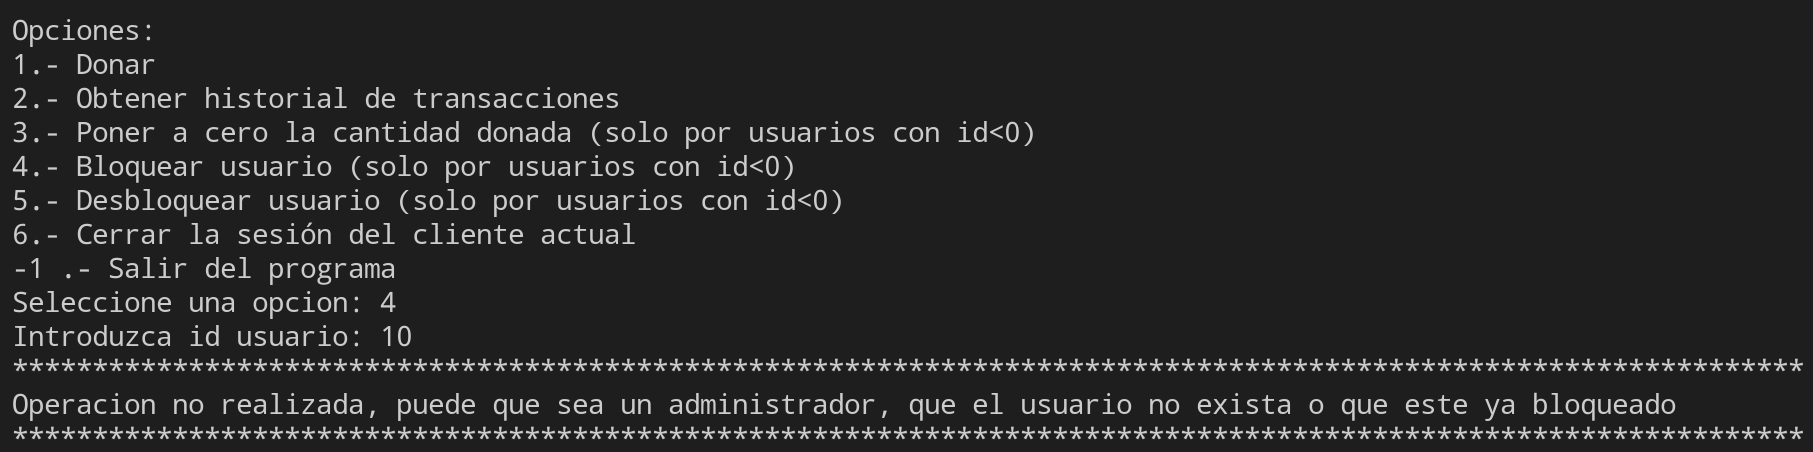 Opciones:
1.- Donar
2.- Obtener historial de transacciones
3.- Poner a cero la cantidad donada (solo por usuarios con id<0)
4.- Bloquear usuario (solo por usuarios con id<0)
5.- Desbloquear usuario (solo por usuarios con id<0)
6.- Cerrar la sesión del cliente actual
-1 .- Salir del programa
Seleccione una opcion: 4
Introduzca id usuario: 10
****************************************************************************************************************
Operacion no realizada, puede que sea un administrador, que el usuario no exista o que este ya bloqueado
****************************************************************************************************************